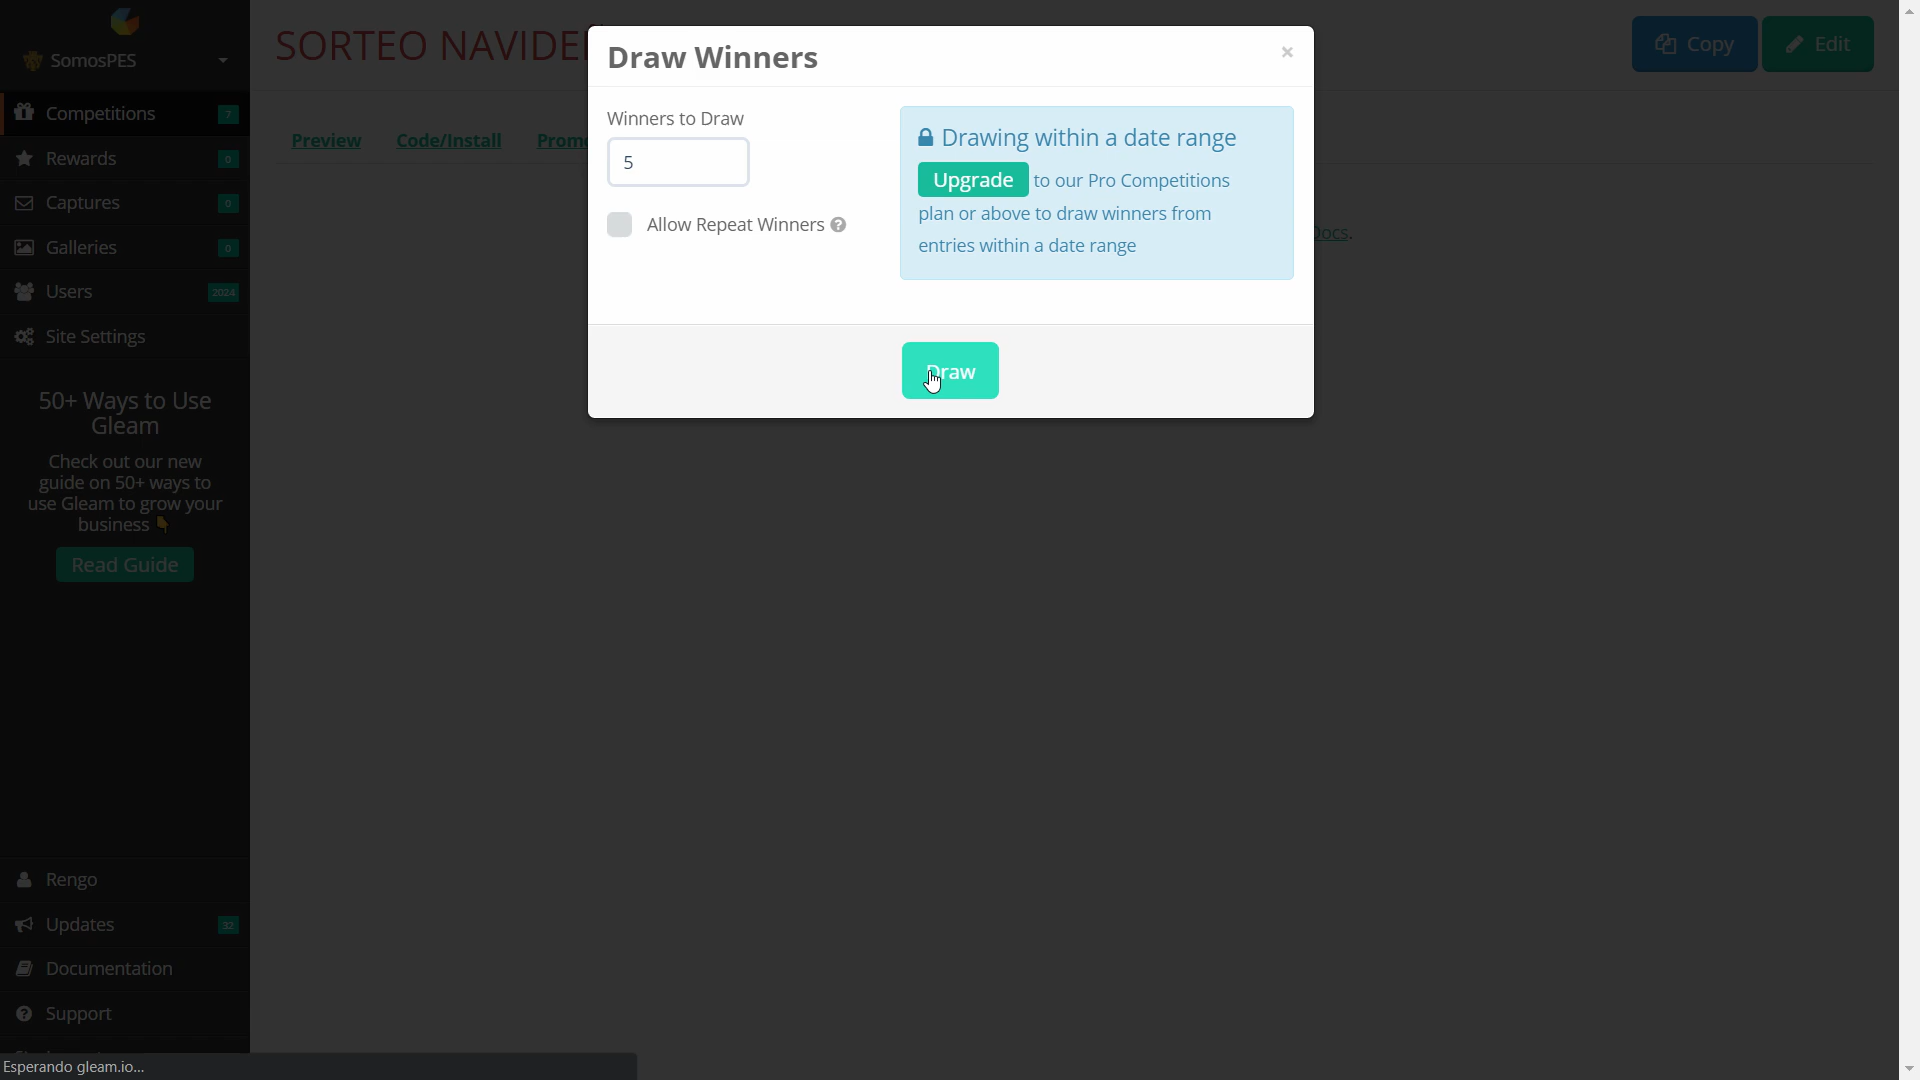 SomosPES
Competitions 7
Rewards 0
Captures 0
Galleries 0
Users 2024
Site Settings
50+ Ways to Use
Gleam
Check out our new
guide on 50+ ways to
use Gleam to grow your
business
Read Guide
Rengo
Updates 32
Documentation
Support
Esperando gleam.io...
SORTEO
Copy
Edit
Preview
Code/Install
Docs.
Draw Winners
×
Winners to Draw
5
Allow Repeat Winners ?
Drawing within a date range
Upgrade to our Pro Competitions
plan or above to draw winners from
entries within a date range
Draw